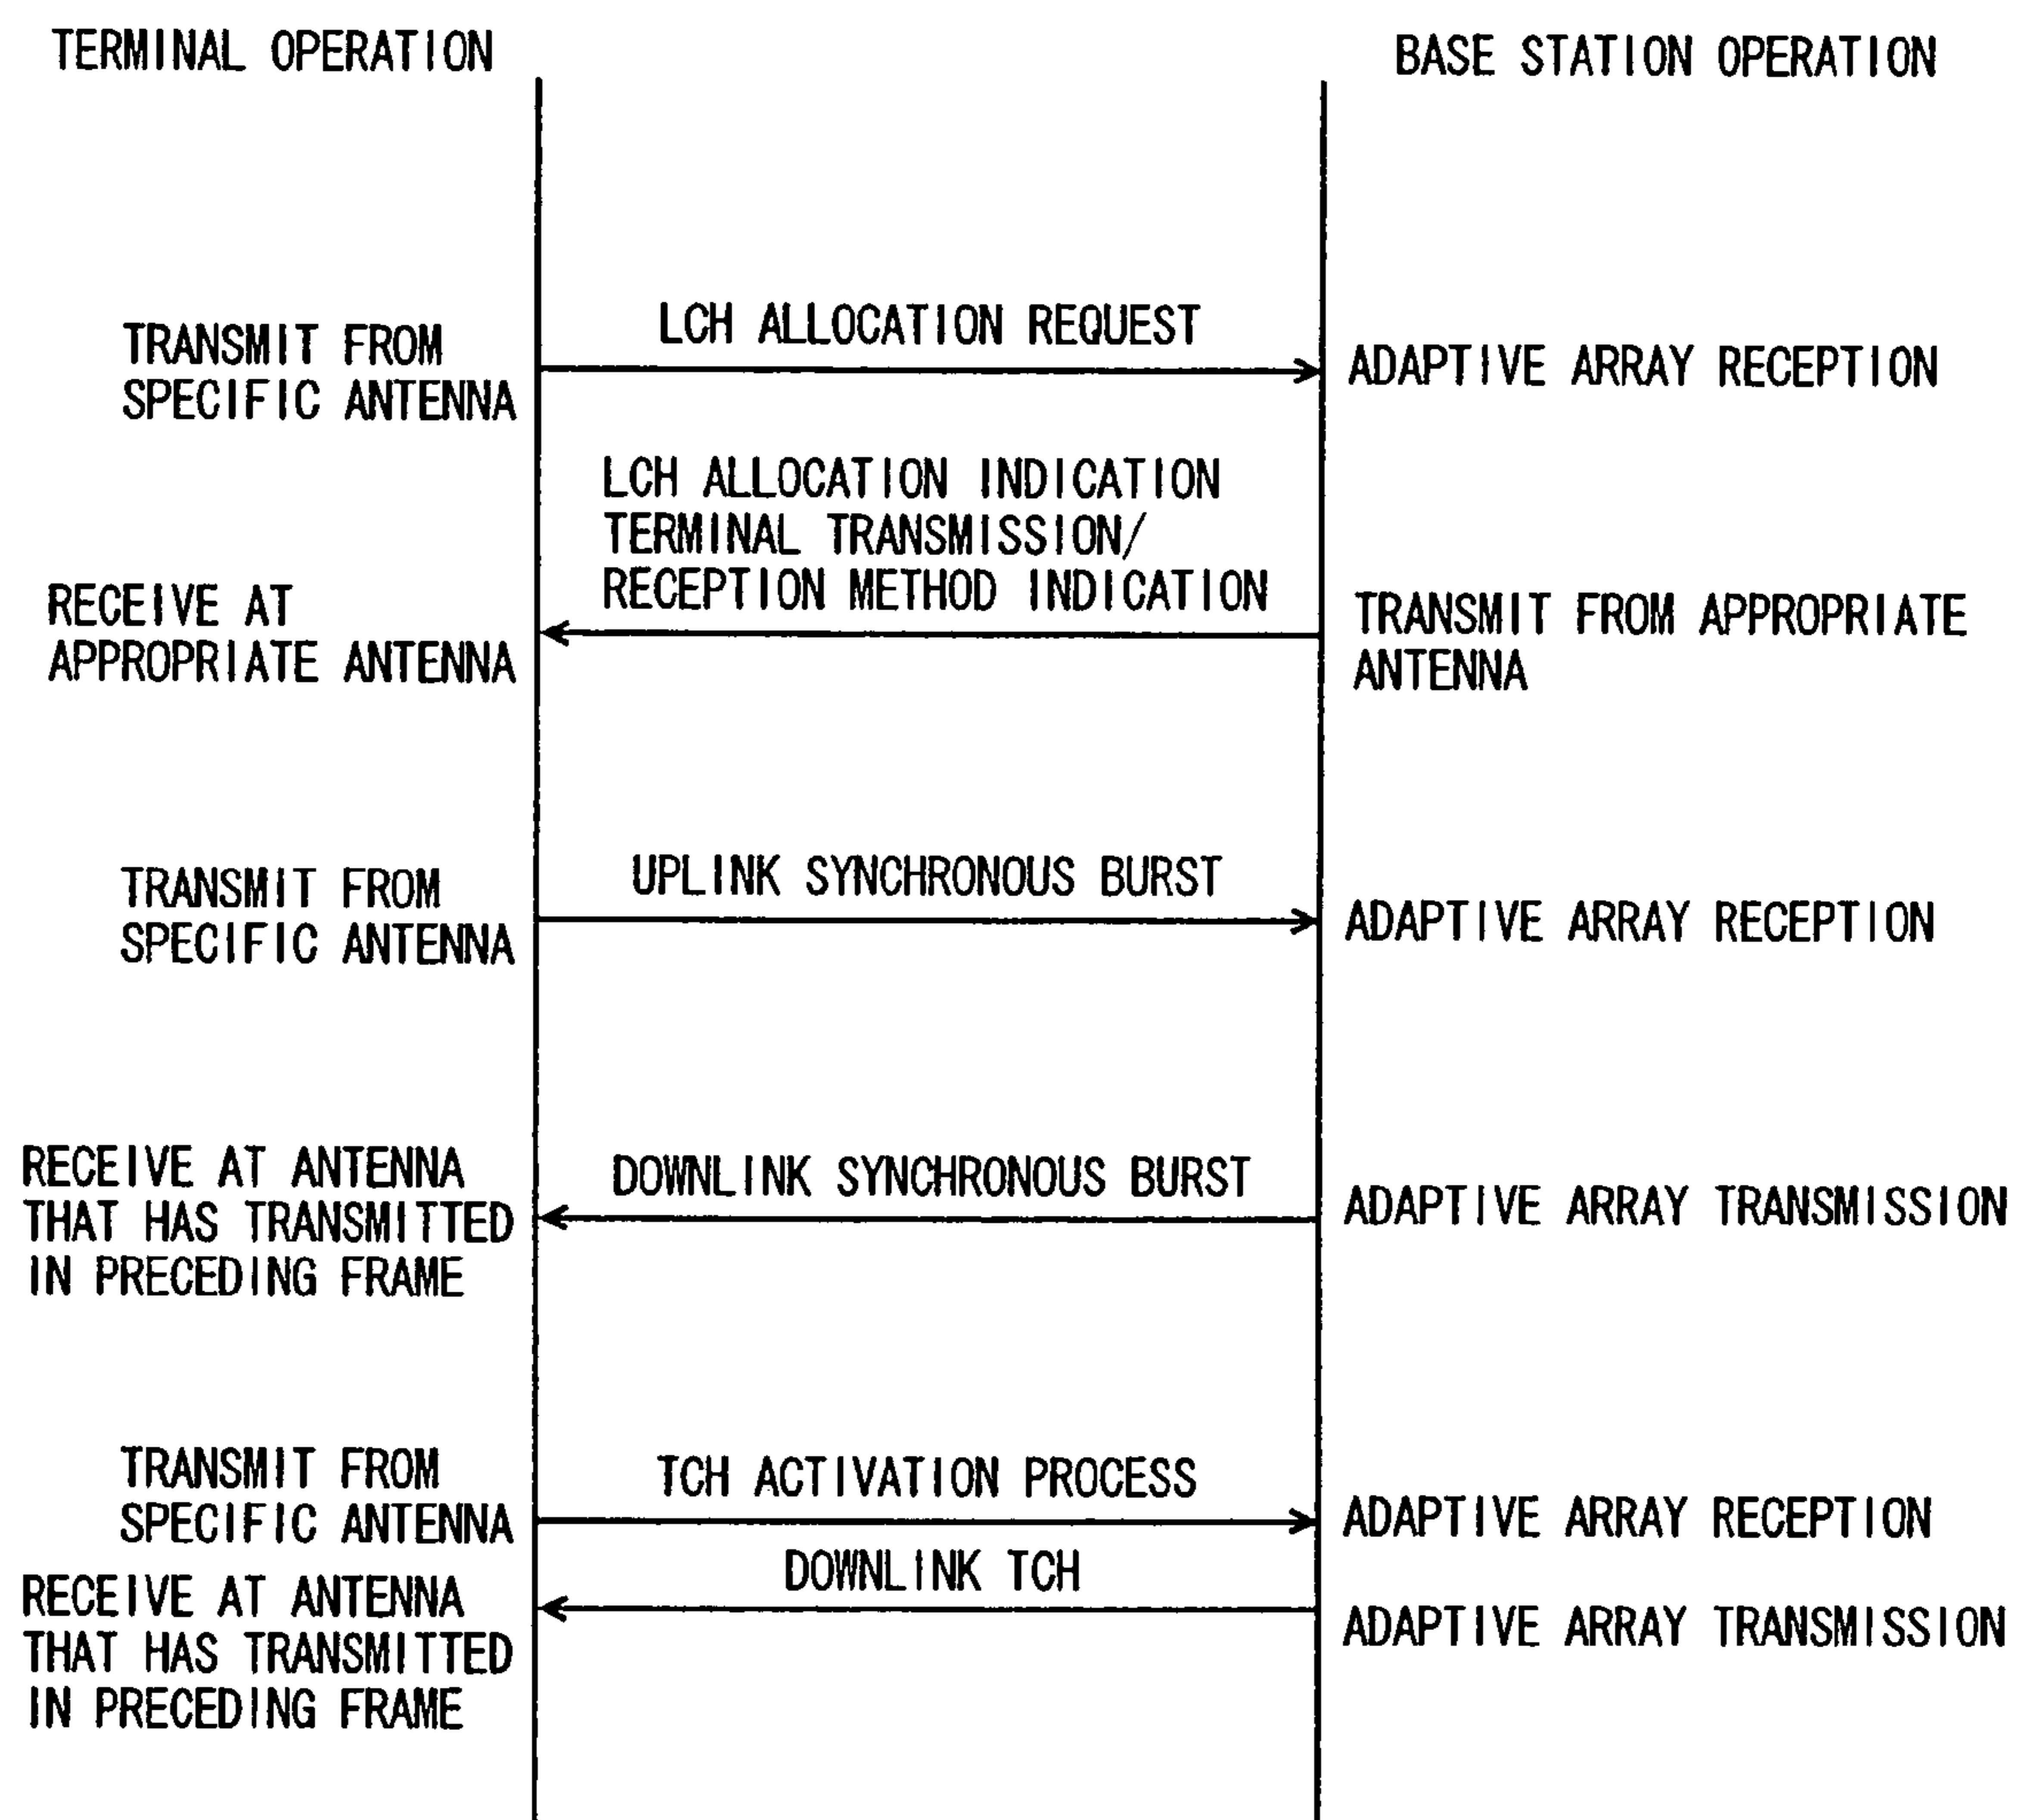 TERMINAL OPERATION
BASE STATION OPERATION
LCH ALLOCATION REQUEST
TRANSMIT FROM
SPECIFIC ANTENNA
ADAPTIVE ARRAY RECEPTION
LCH ALLOCATION INDICATION
TERMINAL TRANSMISSION/
RECEPTION METHOD INDICATION
RECEIVE AT
APPROPRIATE ANTENNA
TRANSMIT FROM APPROPRIATE
ANTENNA
UPLINK SYNCHRONOUS BURST
TRANSMIT FROM
SPECIFIC ANTENNA
ADAPTIVE ARRAY RECEPTION
DOWNLINK SYNCHRONOUS BURST
RECEIVE AT ANTENNA
THAT HAS TRANSMITTED
IN PRECEDING FRAME
ADAPTIVE ARRAY TRANSMISSION
TCH ACTIVATION PROCESS
TRANSMIT FROM
SPECIFIC ANTENNA
ADAPTIVE ARRAY RECEPTION
DOWNLINK TCH
RECEIVE AT ANTENNA
THAT HAS TRANSMITTED
IN PRECEDING FRAME
ADAPTIVE ARRAY TRANSMISSION